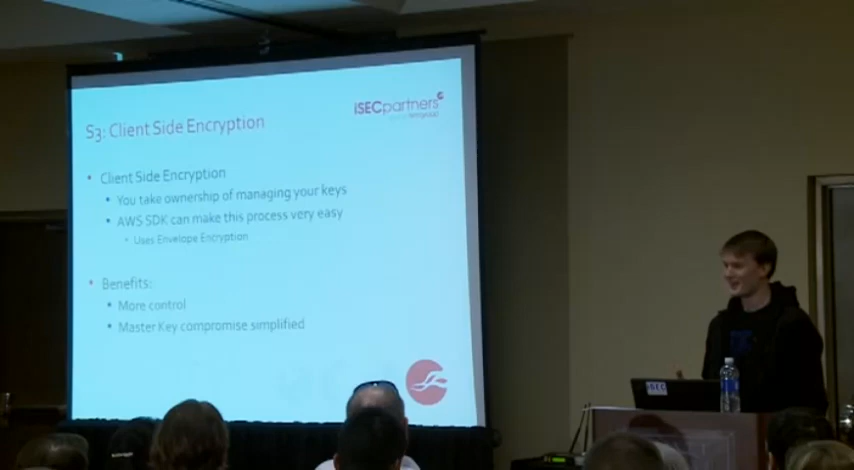 iSECpartners
S3: Client Side Encryption
Client Side Encryption
You take ownership of managing your keys
AWS SDK can make this process very easy
Uses Envelope Encryption
Benefits:
More control
Master Key compromise simplified
iSEC